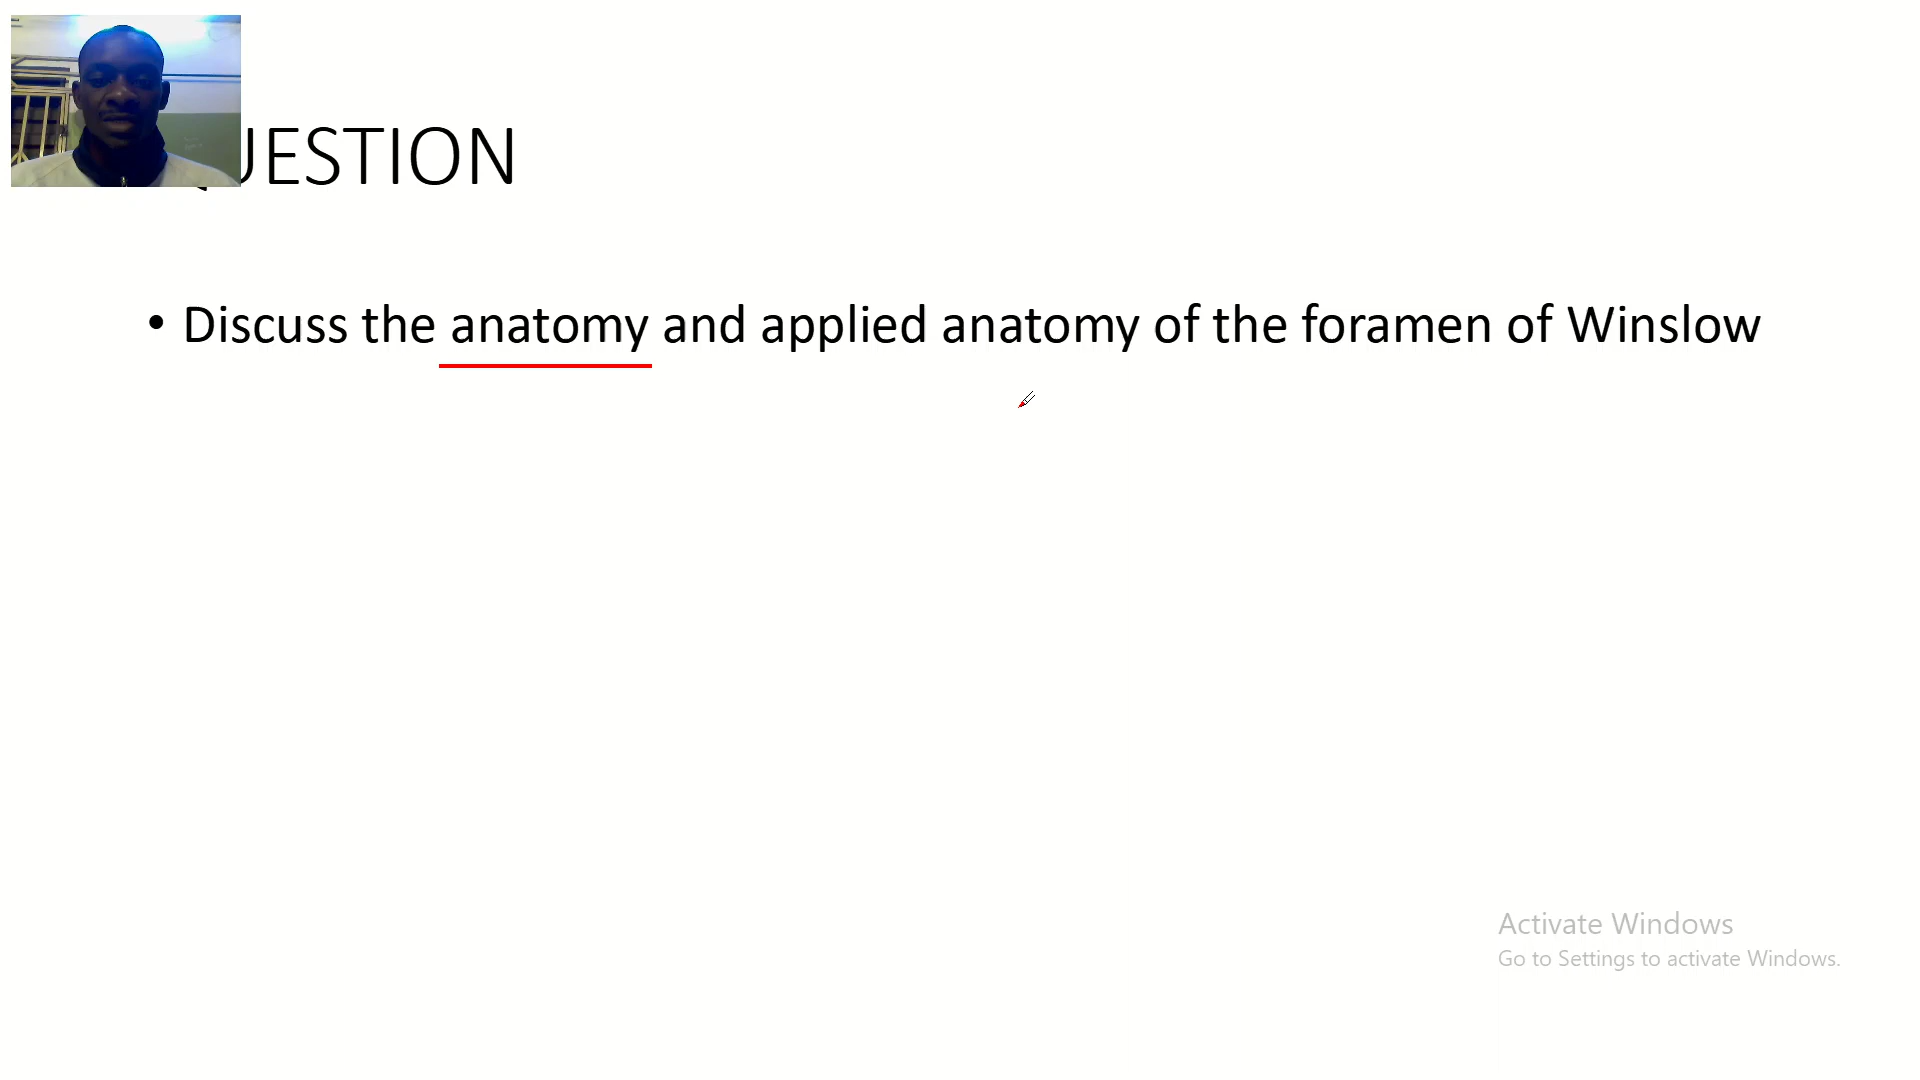 QUESTION
• Discuss the anatomy and applied anatomy of the foramen of Winslow
Activate Windows
Go to Settings to activate Windows.